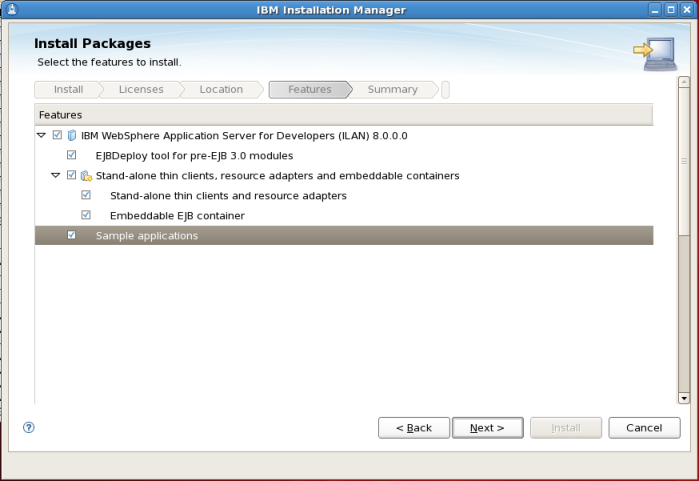 IBM Installation Manager
Install Packages
Select the features to install.
Install Licenses Location Features Summary
Features
IBM WebSphere Application Server for Developers (ILAN) 8.0.0.0
EJBDeploy tool for pre-EJB 3.0 modules
Stand-alone thin clients, resource adapters and embeddable containers
Stand-alone thin clients and resource adapters
Embeddable EJB container
Sample applications
? < Back Next > Install Cancel